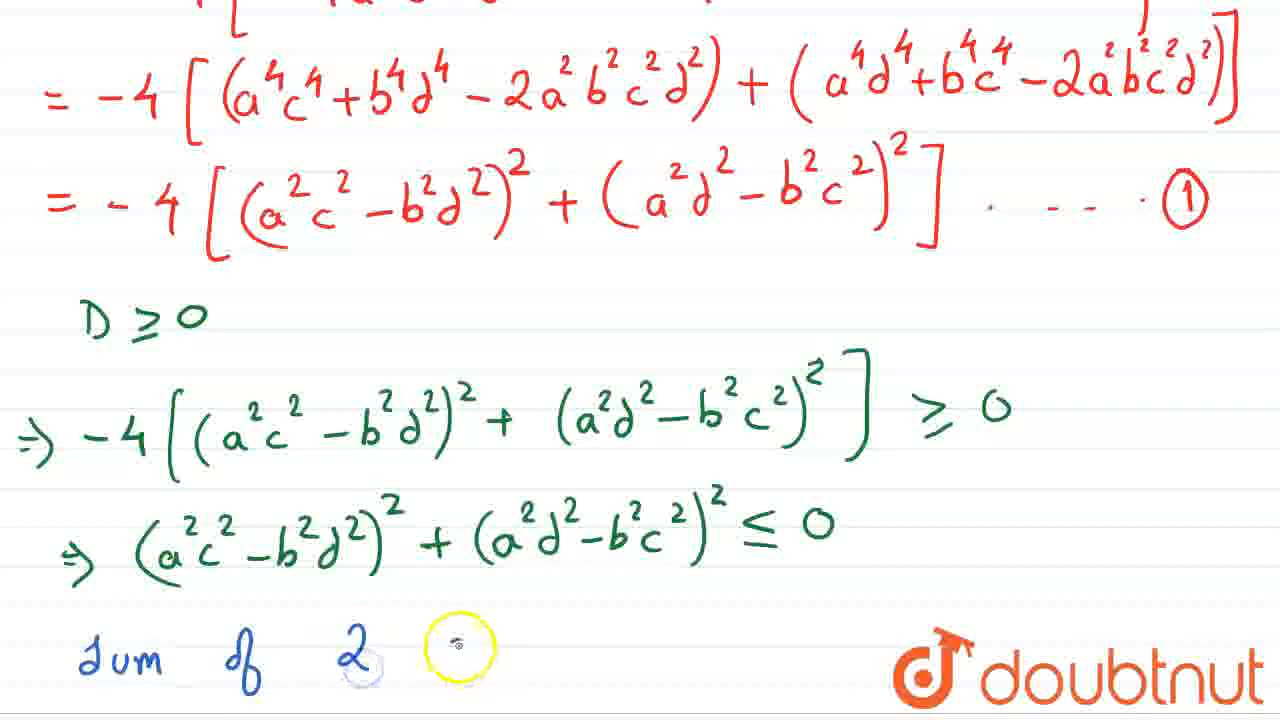 = -4 [(a⁴c⁴ + b⁴d⁴ - 2a²b²c²d²) + (a⁴d⁴ + b⁴c⁴ - 2a²b²c²d²)]
= -4 [(a²c² - b²d²)² + (a²d² - b²c²)²] . - - - . ①
D ≥ 0
⇒ -4 [(a²c² - b²d²)² + (a²d² - b²c²)²] ≥ 0
⇒ (a²c² - b²d²)² + (a²d² - b²c²)² ≤ 0
Sum of 2
doubtnut